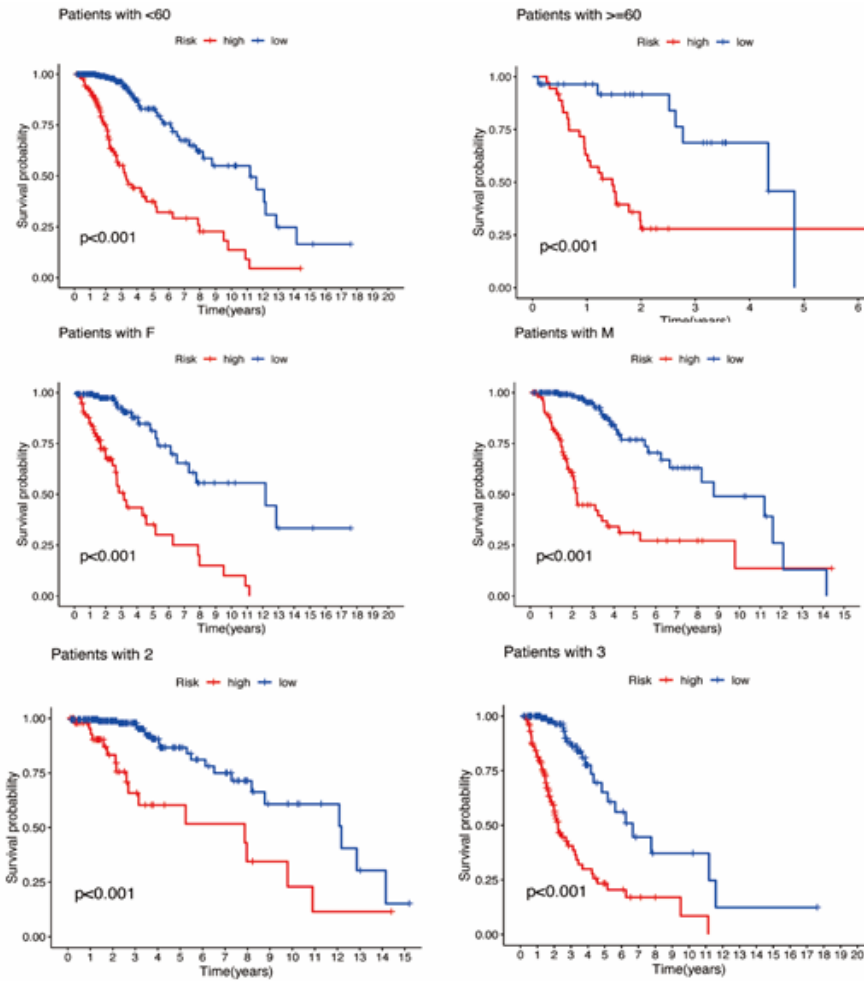 Patients with <60
Risk high low
Survival probability
1.00
0.75
0.50
0.25
0.00
p<0.001
0 1 2 3 4 5 6 7 8 9 10 11 12 13 14 15 16 17 18 19 20
Time(years)
Patients with >=60
Risk high low
Survival probability
1.00
0.75
0.50
0.25
0.00
p<0.001
0 1 2 3 4 5 6
Time(years)
Patients with F
Risk high low
Survival probability
1.00
0.75
0.50
0.25
0.00
p<0.001
0 1 2 3 4 5 6 7 8 9 10 11 12 13 14 15 16 17 18 19 20
Time(years)
Patients with M
Risk high low
Survival probability
1.00
0.75
0.50
0.25
0.00
p<0.001
0 1 2 3 4 5 6 7 8 9 10 11 12 13 14 15
Time(years)
Patients with 2
Risk high low
Survival probability
1.00
0.75
0.50
0.25
0.00
p<0.001
0 1 2 3 4 5 6 7 8 9 10 11 12 13 14 15
Time(years)
Patients with 3
Risk high low
Survival probability
1.00
0.75
0.50
0.25
0.00
p<0.001
0 1 2 3 4 5 6 7 8 9 10 11 12 13 14 15 16 17 18 19 20
Time(years)